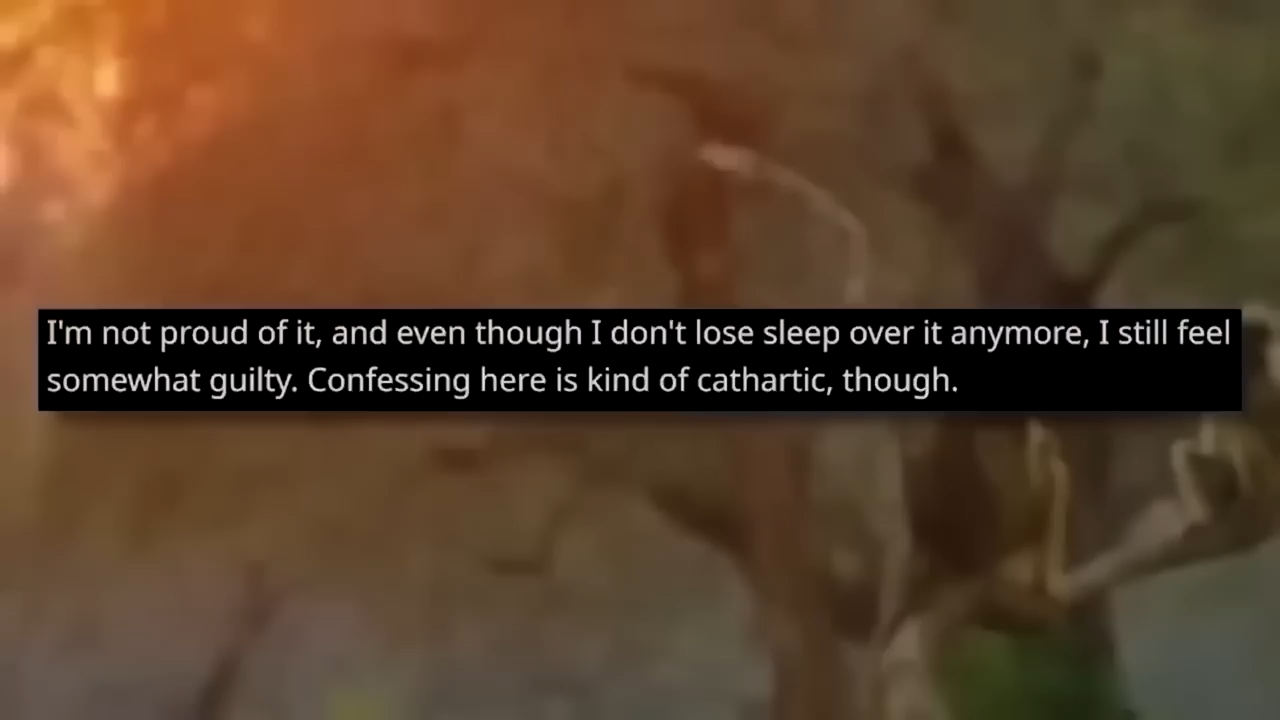 I'm not proud of it, and even though I don't lose sleep over it anymore, I still feel
somewhat guilty. Confessing here is kind of cathartic, though.